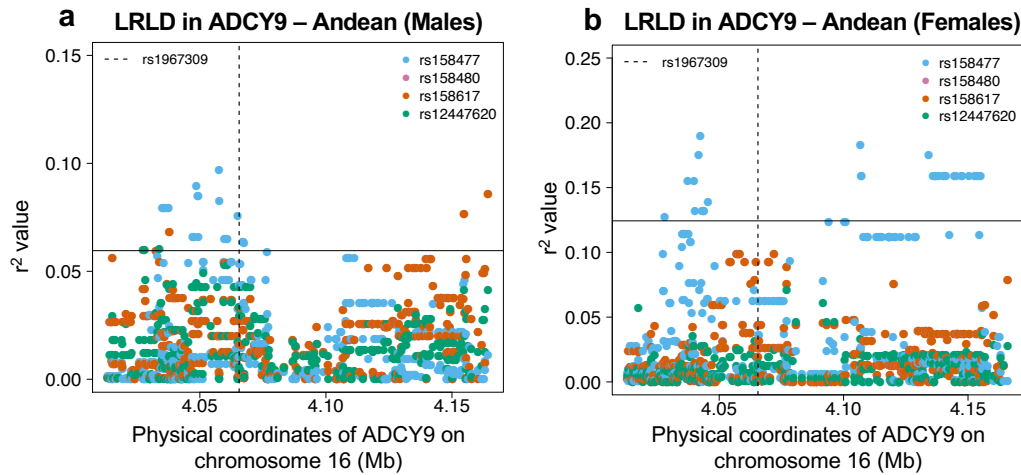 a
LRLD in ADCY9 – Andean (Males)
rs1967309
rs158477
rs158480
rs158617
rs12447620
0.15
0.10
0.05
0.00
r² value
4.05
4.10
4.15
Physical coordinates of ADCY9 on
chromosome 16 (Mb)
b
LRLD in ADCY9 – Andean (Females)
rs1967309
rs158477
rs158480
rs158617
rs12447620
0.25
0.20
0.15
0.10
0.05
0.00
r² value
4.05
4.10
4.15
Physical coordinates of ADCY9 on
chromosome 16 (Mb)